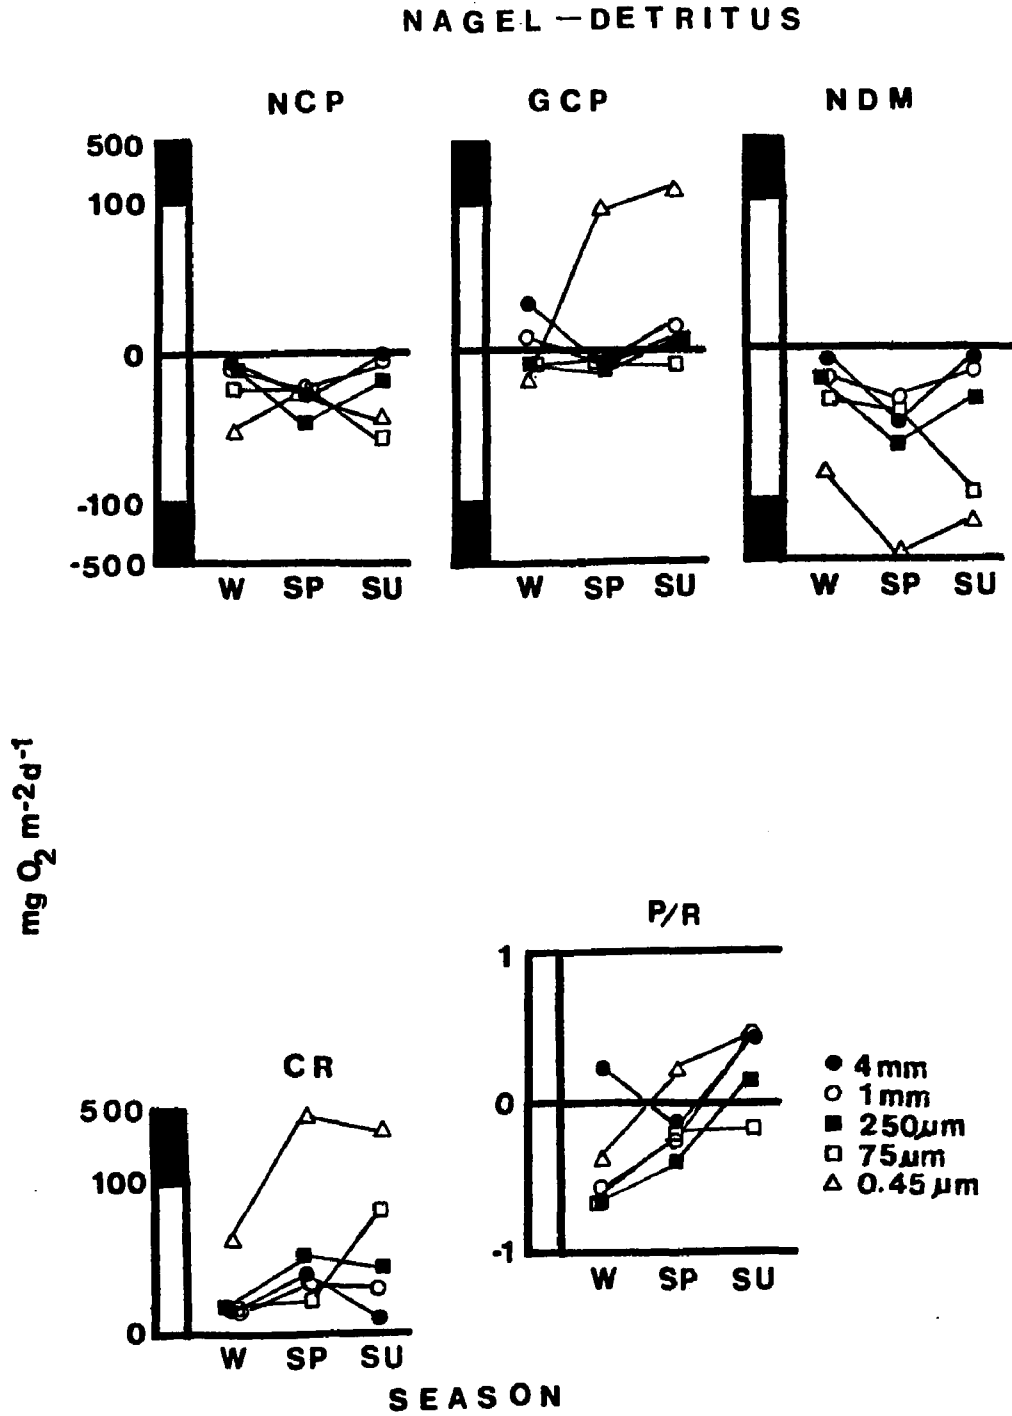 NAGEL—DETRITUS
NCP GCP NDM
500
100
0
-100
-500
W SP SU W SP SU W SP SU
mg O2 m-2d-1
P/R
1
0
-1
W SP SU
4mm
1mm
250µm
75µm
0.45µm
CR
500
100
0
W SP SU
SEASON